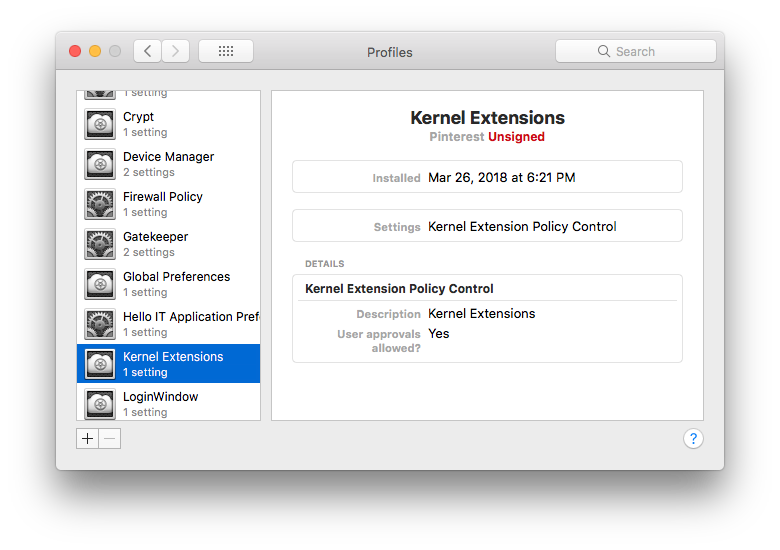 Profiles
Search
1 setting
Crypt
1 setting
Device Manager
2 settings
Firewall Policy
1 setting
Gatekeeper
2 settings
Global Preferences
1 setting
Hello IT Application Pref
1 setting
Kernel Extensions
1 setting
LoginWindow
1 setting
Kernel Extensions
Pinterest Unsigned
Installed Mar 26, 2018 at 6:21 PM
Settings Kernel Extension Policy Control
DETAILS
Kernel Extension Policy Control
Description Kernel Extensions
User approvals allowed? Yes
?